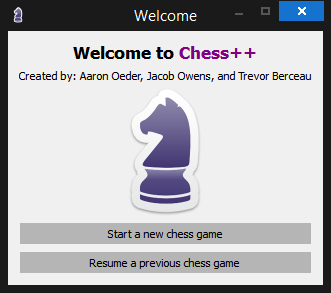 Welcome
Welcome to Chess++
Created by: Aaron Oeder, Jacob Owens, and Trevor Berceau
Start a new chess game
Resume a previous chess game